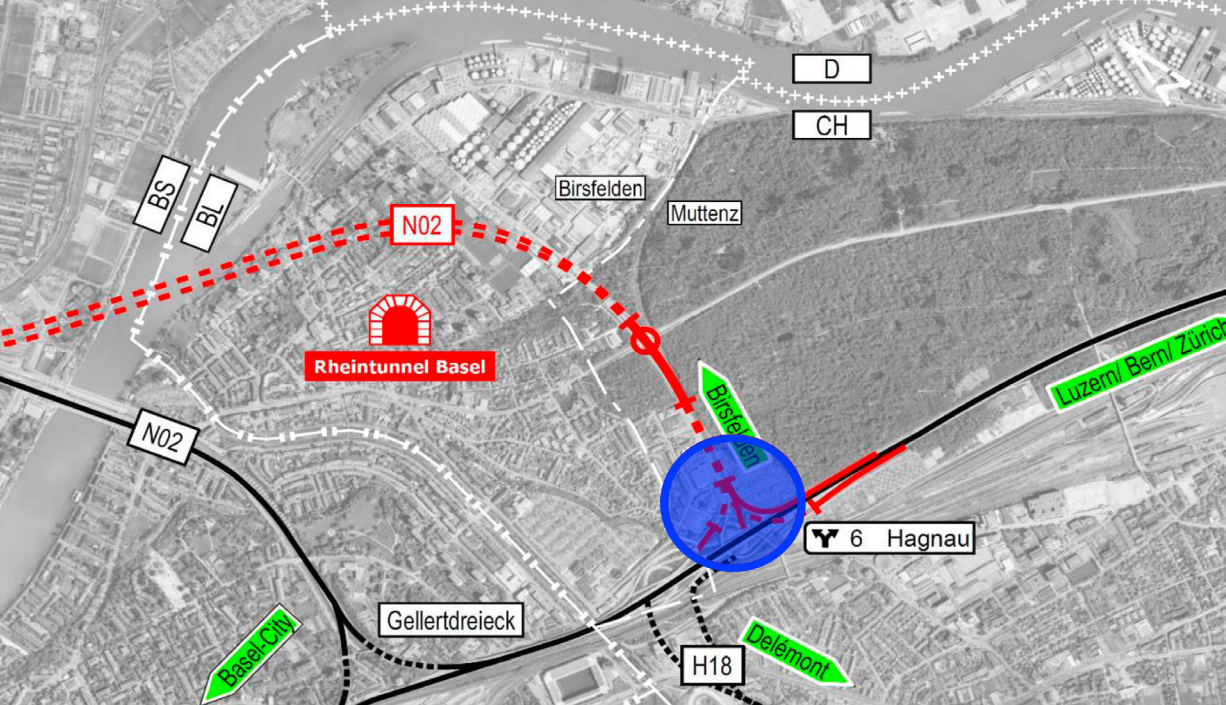 D
CH
BS
BL
Birsfelden
Muttenz
N02
Rheintunnel Basel
Luzern/ Bern/ Zürich
Birsfelden
N02
6 Hagnau
Gellertdreieck
Basel-City
Delémont
H18